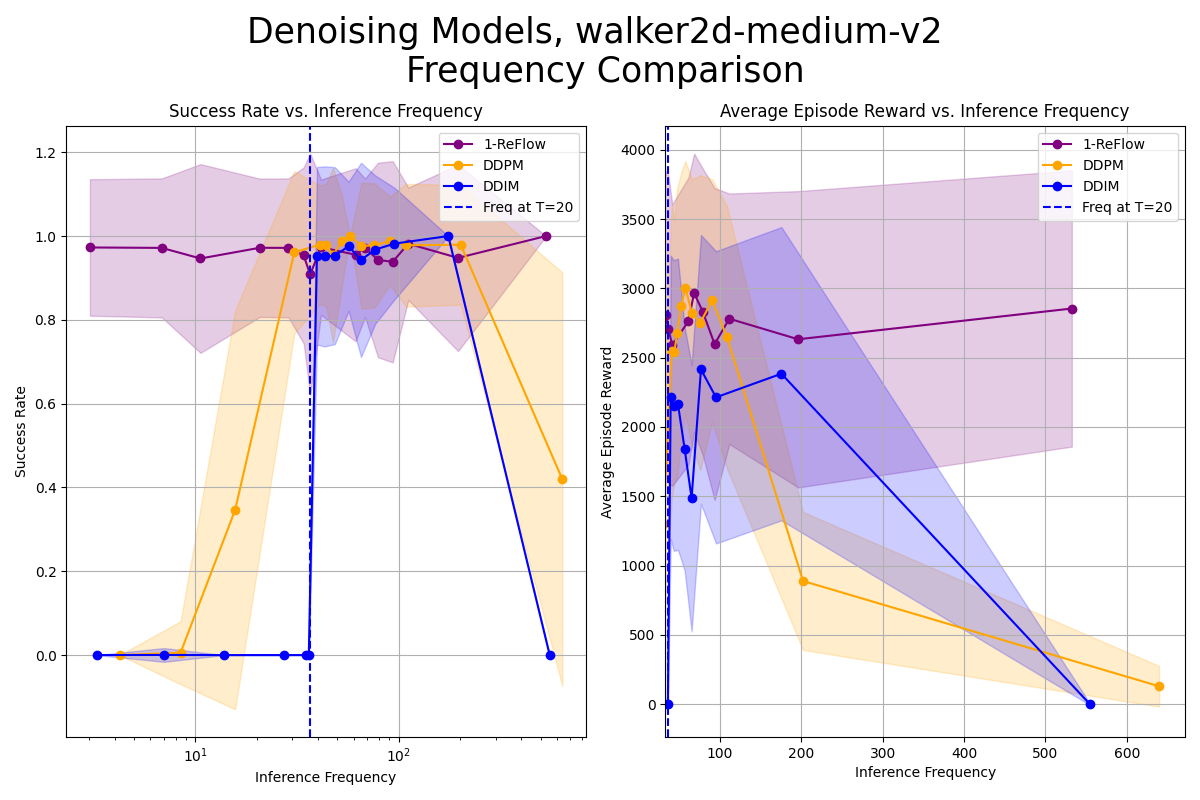 Denoising Models, walker2d-medium-v2
Frequency Comparison
Success Rate vs. Inference Frequency
1-ReFlow
DDPM
DDIM
Freq at T=20
1.2
1.0
0.8
0.6
0.4
0.2
0.0
Success Rate
10¹
10²
Inference Frequency
Average Episode Reward vs. Inference Frequency
1-ReFlow
DDPM
DDIM
Freq at T=20
4000
3500
3000
2500
2000
1500
1000
500
0
Average Episode Reward
100 200 300 400 500 600
Inference Frequency